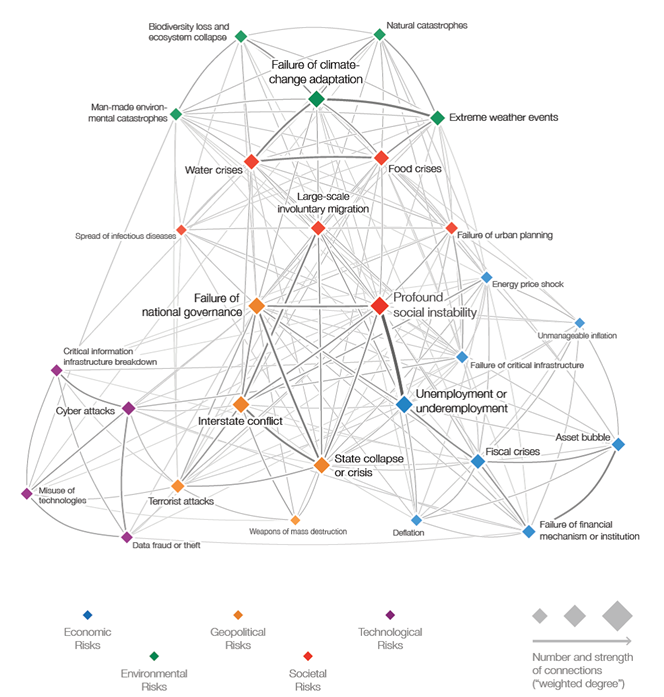 Biodiversity loss and
ecosystem collapse
Natural catastrophes
Failure of climate-
change adaptation
Man-made environ-
mental catastrophes
Extreme weather events
Water crises
Food crises
Large-scale
involuntary migration
Spread of infectious diseases
Failure of urban planning
Energy price shock
Failure of
national governance
Profound
social instability
Unmanageable inflation
Critical information
infrastructure breakdown
Failure of critical infrastructure
Cyber attacks
Interstate conflict
Unemployment or
underemployment
Asset bubble
State collapse
or crisis
Fiscal crises
Misuse of
technologies
Terrorist attacks
Weapons of mass destruction
Deflation
Failure of financial
mechanism or institution
Data fraud or theft
Economic
Risks
Geopolitical
Risks
Technological
Risks
Environmental
Risks
Societal
Risks
Number and strength
of connections
("weighted degree")